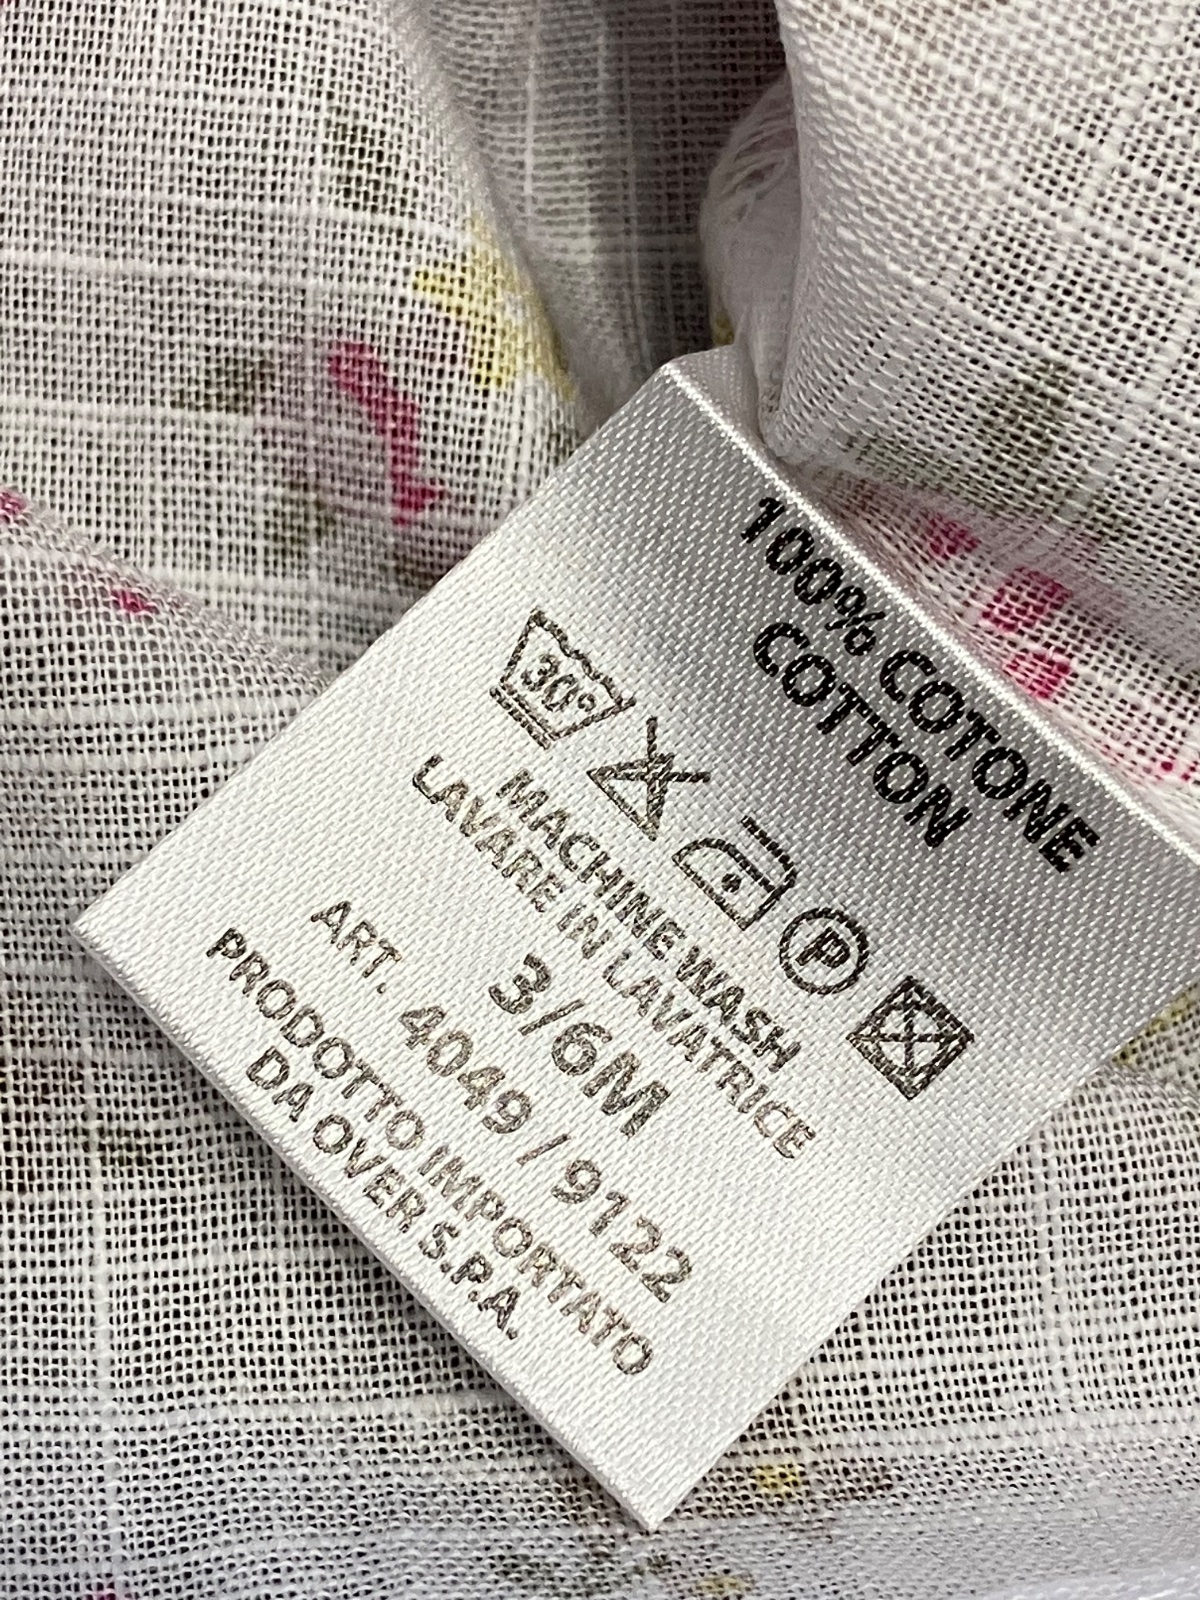 100% COTONE
COTTON
30°
P
MACHINE WASH
LAVARE IN LAVATRICE
3/6M
ART. 4049 / 9122
PRODOTTO IMPORTATO
DA OVER S.P.A.